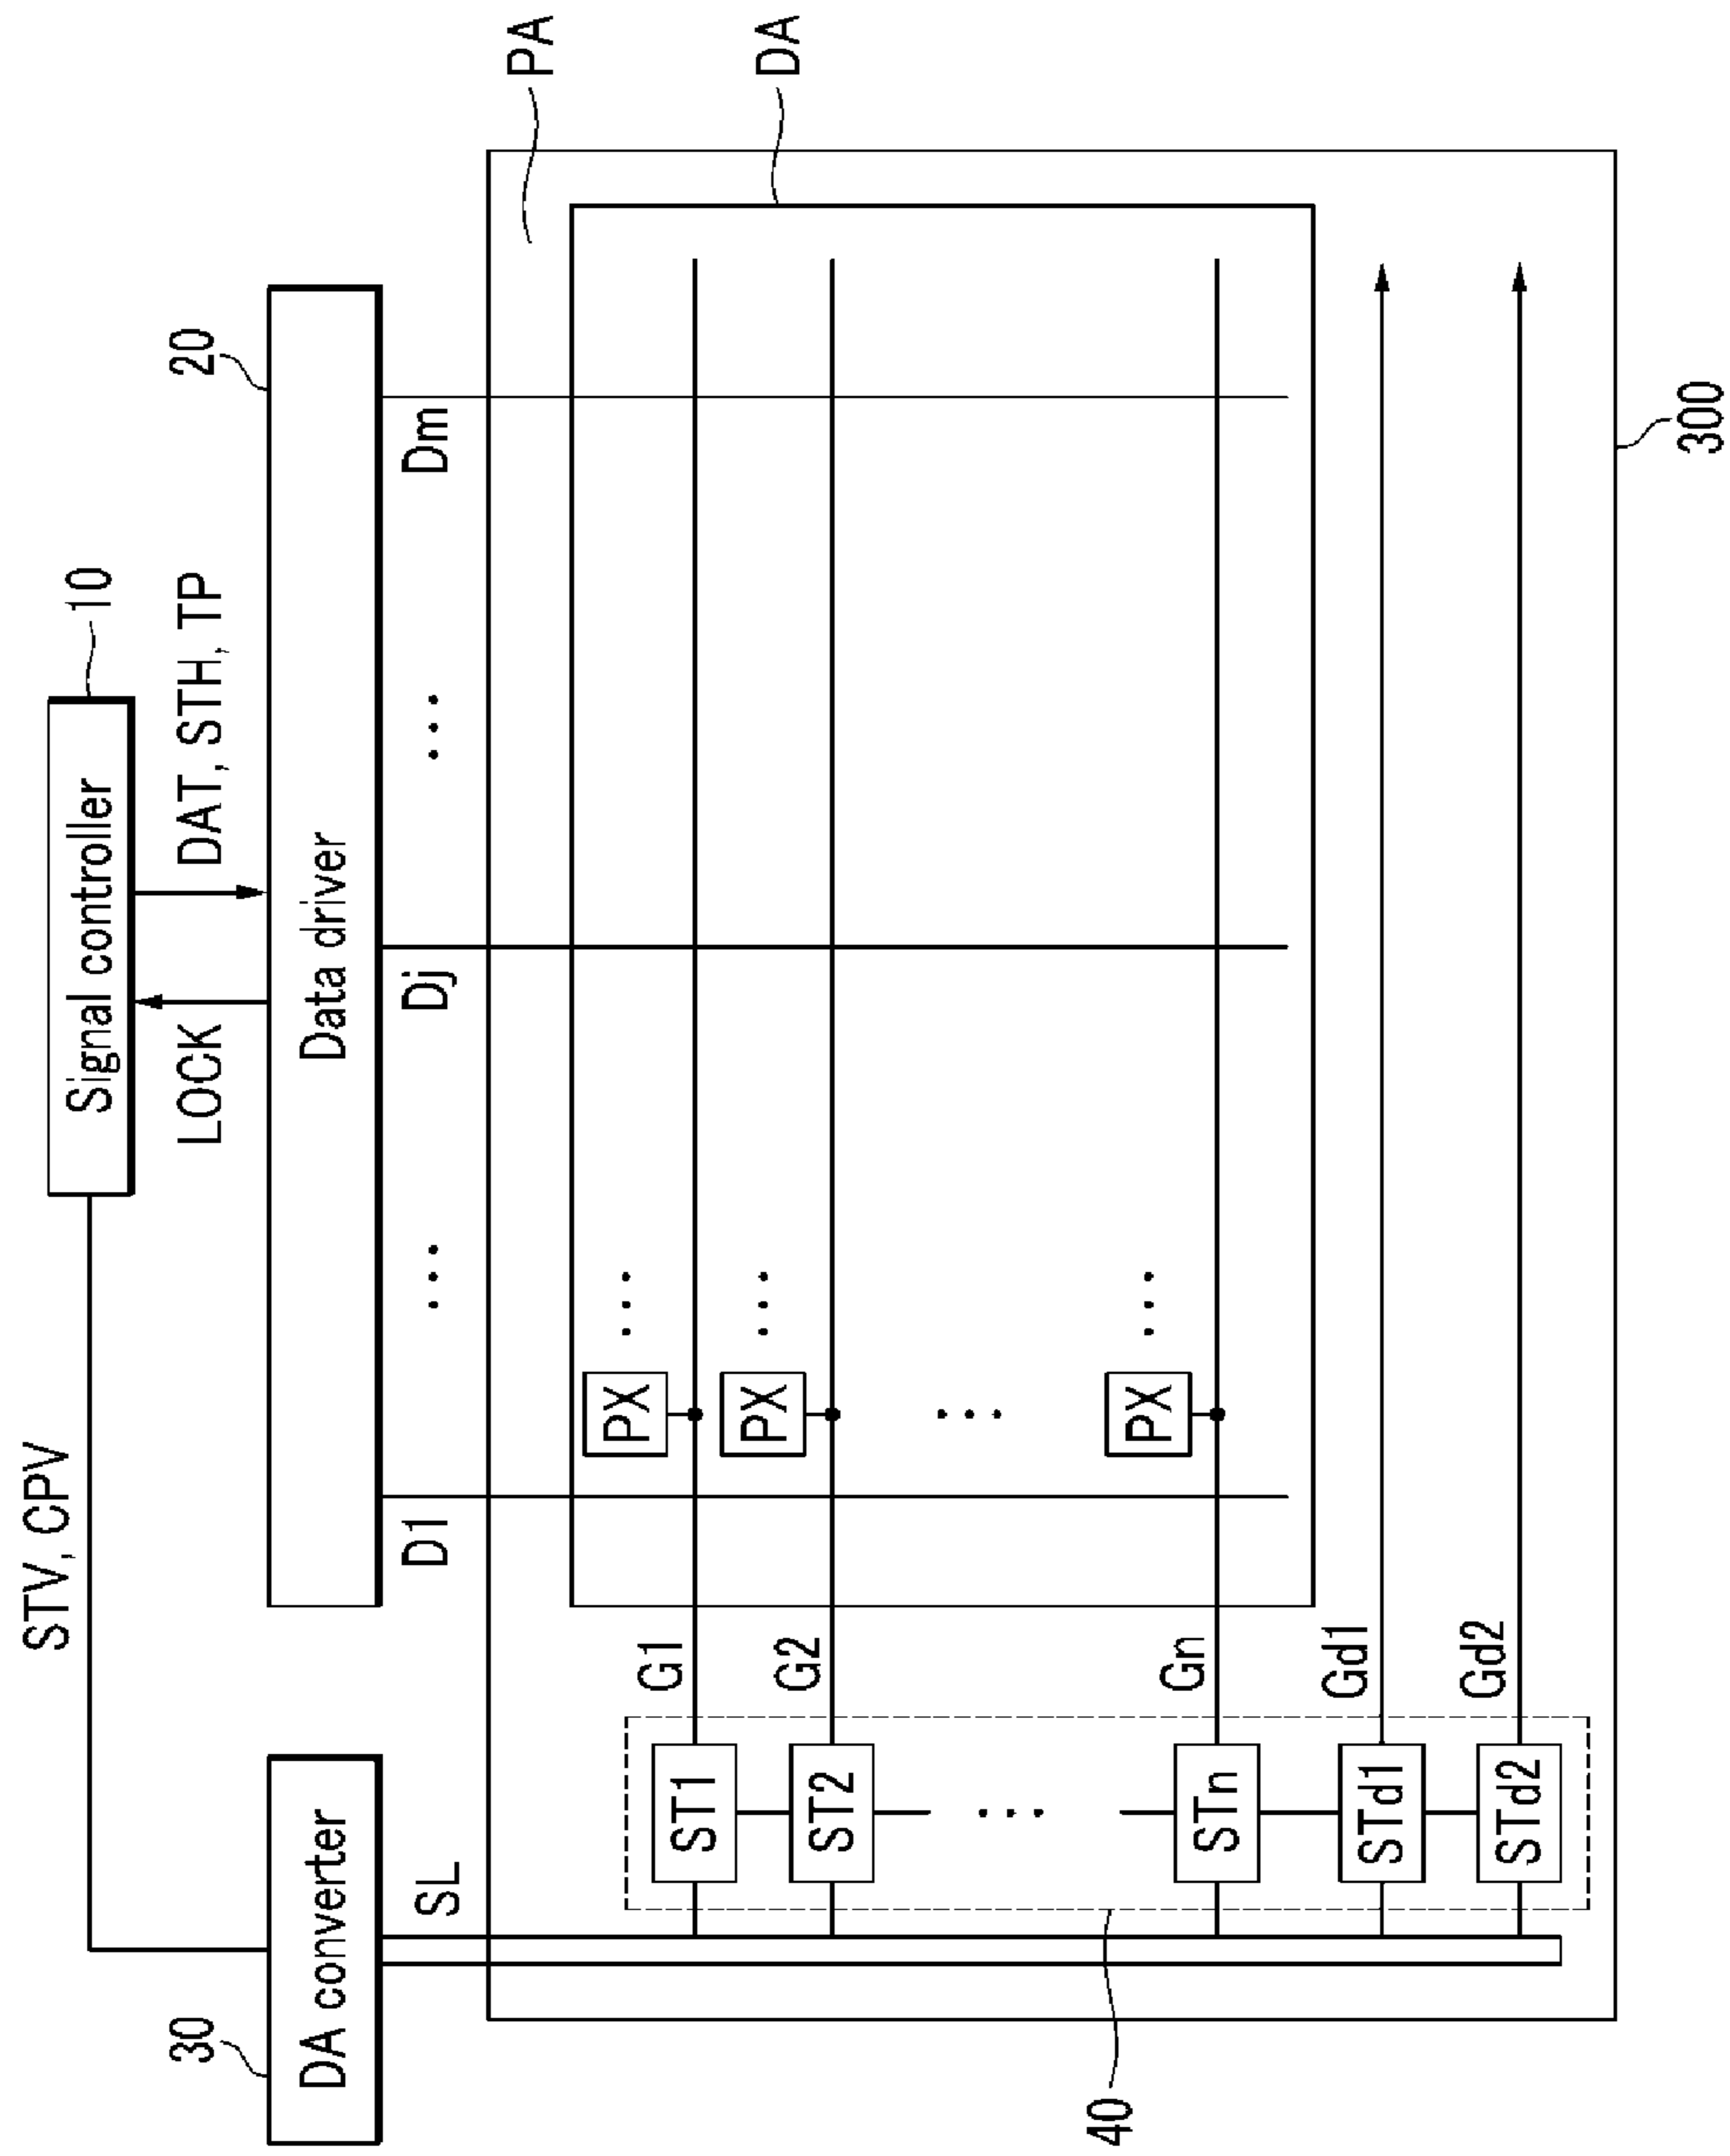 10
Signal controller
STV, CPV
LOCK
DAT, STH, TP
30
20
DA converter
Data driver
SL
D1
...
Dj
...
Dm
PA
ST1
G1
PX
...
DA
ST2
G2
PX
...
...
...
STn
Gn
PX
...
STd1
Gd1
STd2
Gd2
40
300